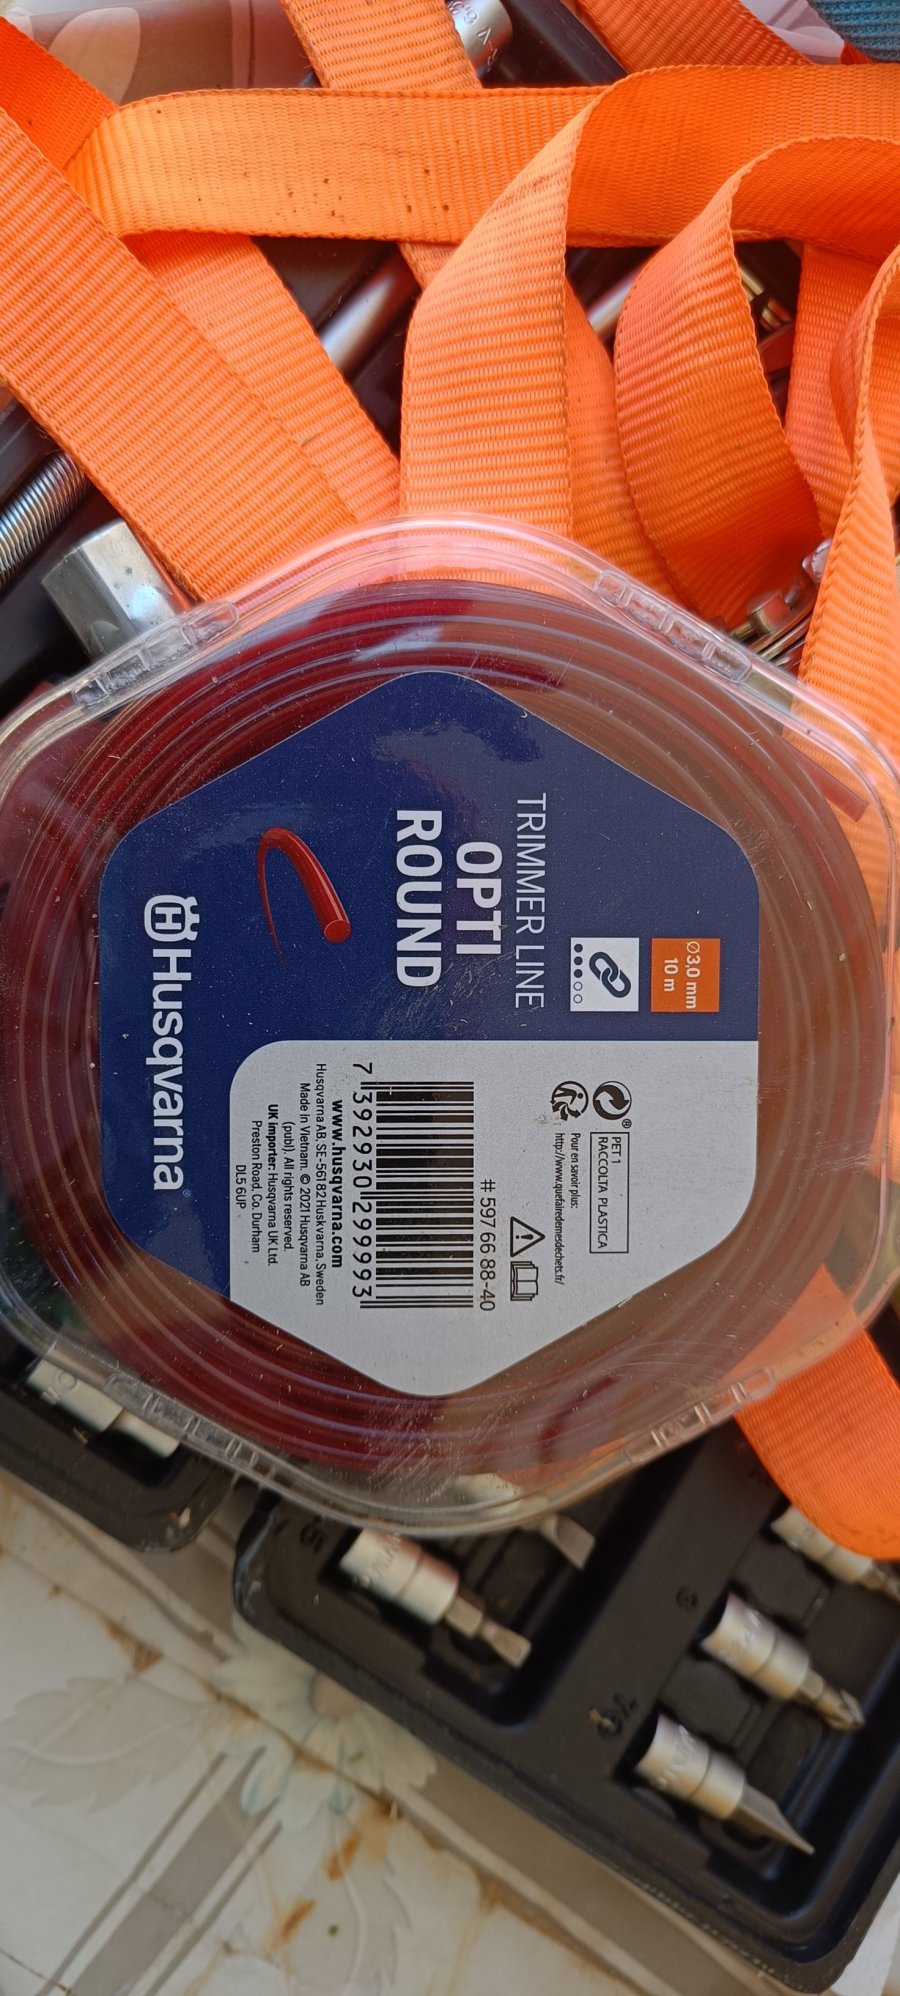 TRIMMER LINE
OPTI
ROUND
Husqvarna
Ø3.0 mm
10 m
PET 1
RACCOLTA PLASTICA
Pour en savoir plus:
http://www.quefairedemesdechets.fr/
# 597 66 88-40
7 392930 299993
www.husqvarna.com
Husqvarna AB, SE-561 82 Huskvarna, Sweden
Made in Vietnam. © 2021 Husqvarna AB
(publ). All rights reserved.
UK importer: Husqvarna UK Ltd.
Preston Road, Co. Durham
DL5 6UP